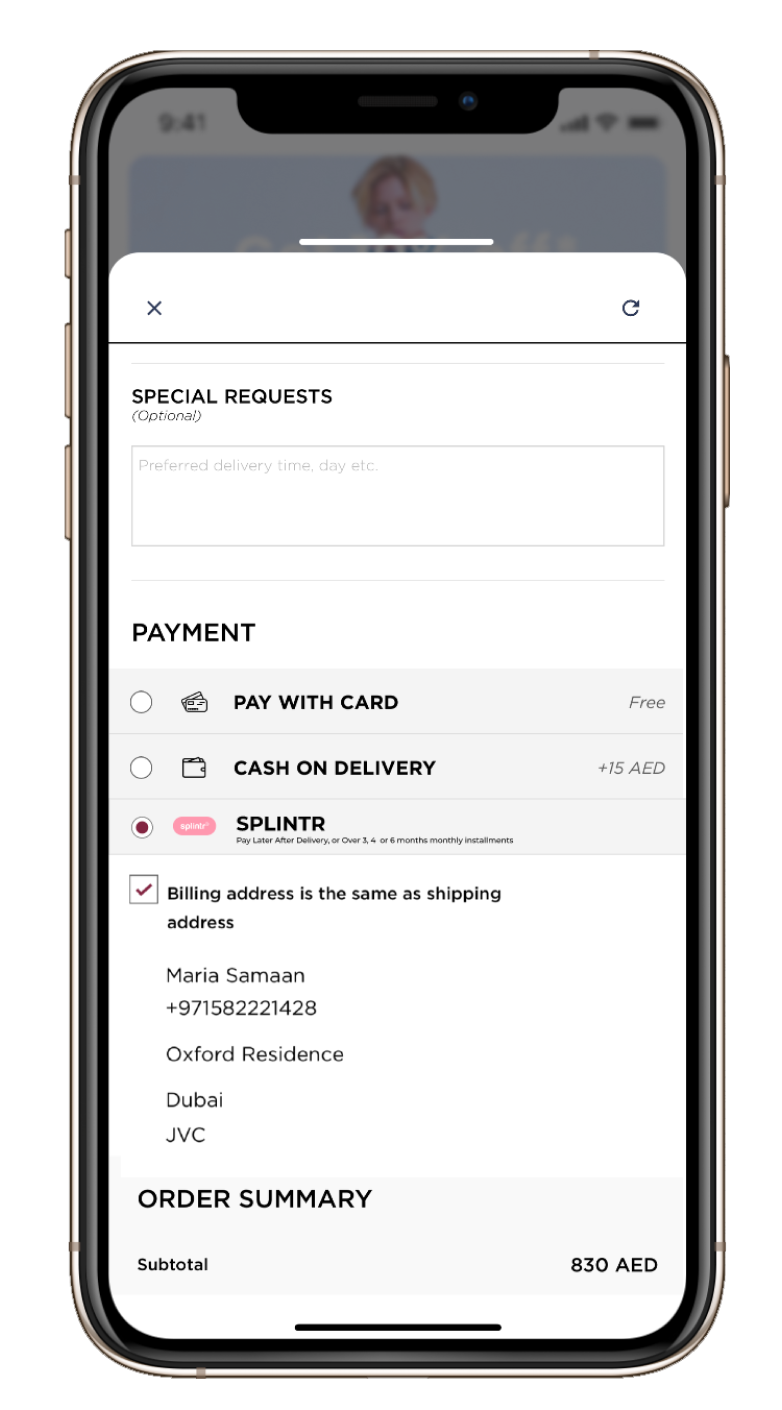 9:41
SPECIAL REQUESTS
(Optional)
Preferred delivery time, day etc.
PAYMENT
PAY WITH CARD Free
CASH ON DELIVERY +15 AED
splintr
SPLINTR
Pay Later After Delivery, or Over 3, 4 or 6 months monthly installments
Billing address is the same as shipping
address
Maria Samaan
+971582221428
Oxford Residence
Dubai
JVC
ORDER SUMMARY
Subtotal 830 AED